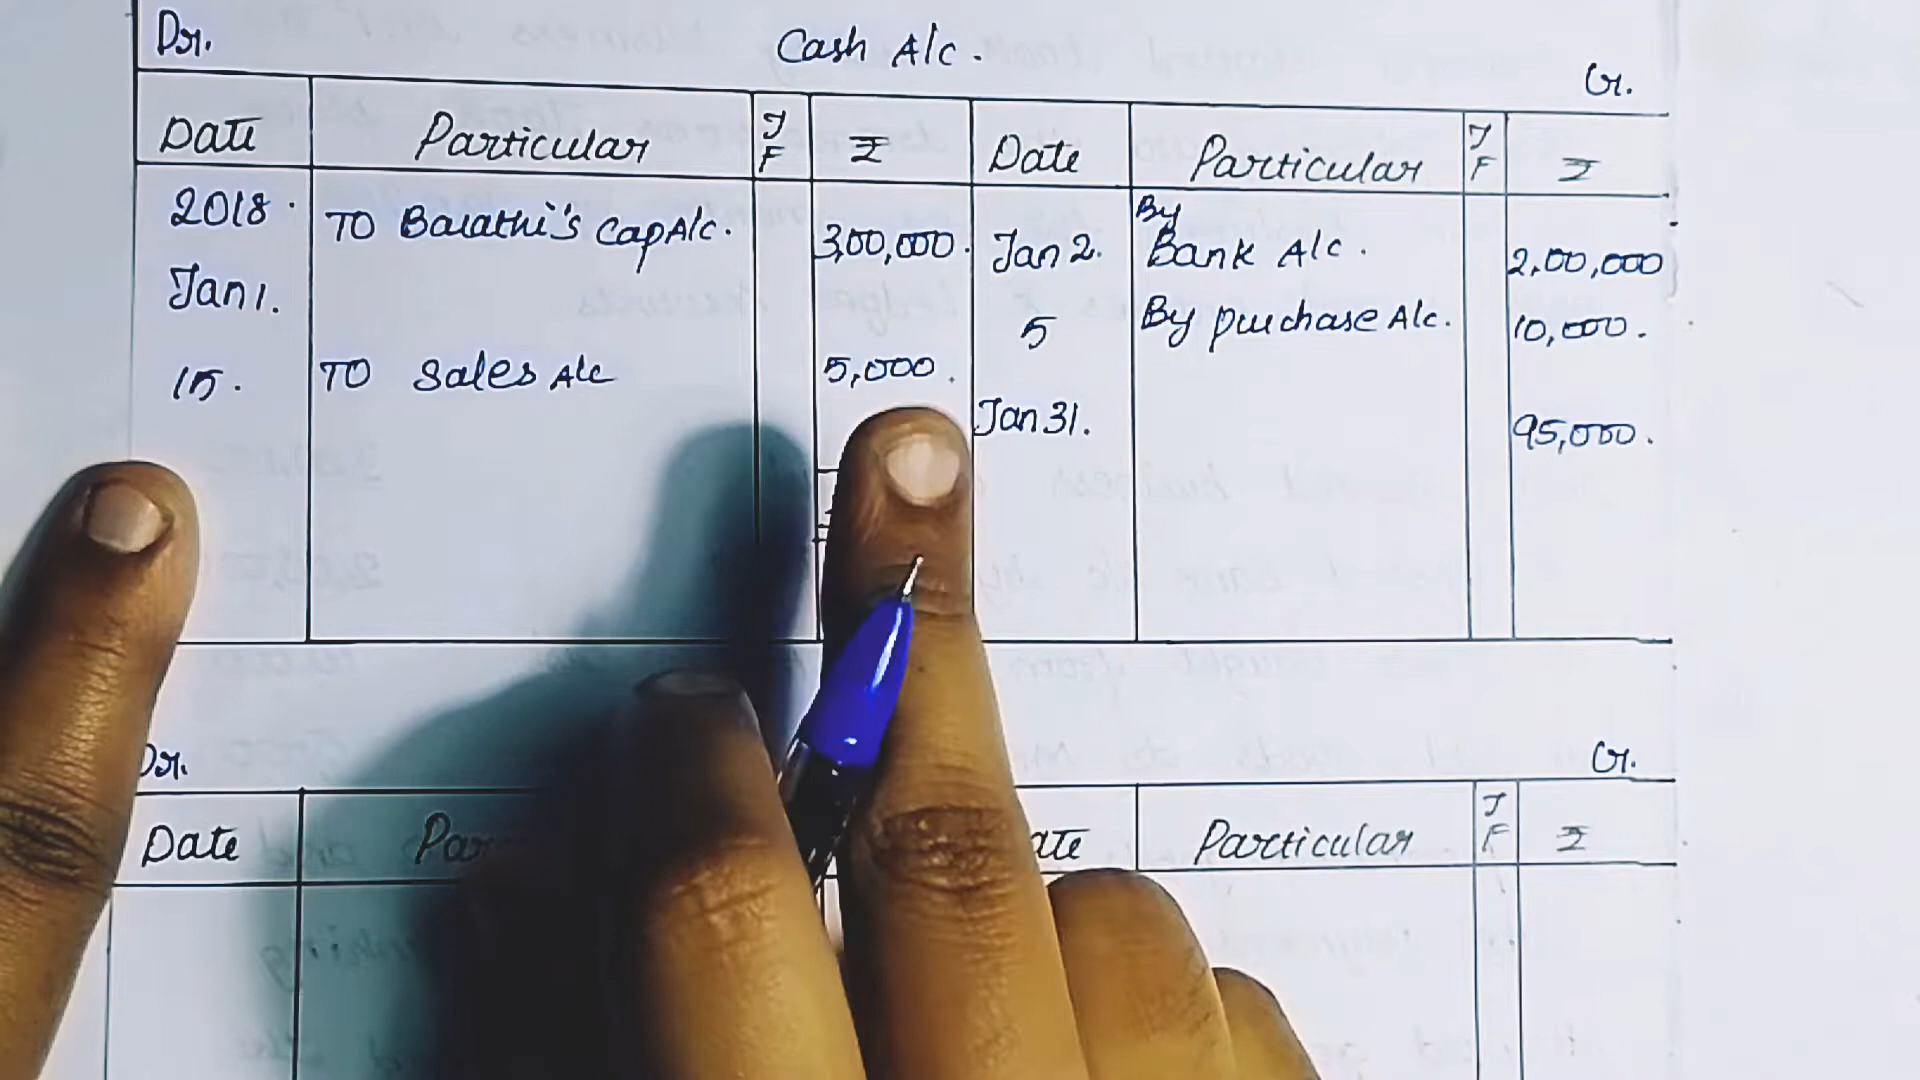 Dr. Cash A/c. Cr.
Date Particular J F ₹ Date Particular J F ₹
2018. TO Barathi's Cap A/c. 3,00,000. Jan 2. By Bank A/c. 2,00,000
Jan 1. 5 By purchase A/c. 10,000.
15. TO Sales A/c 5,000. Jan 31. 95,000.
Dr. Cr.
Date Par ate Particular J F ₹